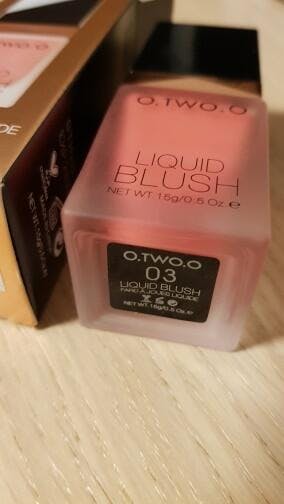 O.TWO.O
LIQUID
BLUSH
NET WT. 15g/0.5 Oz. e
O.TWO.O
03
LIQUID BLUSH
FARD À JOUES LIQUIDE
NET WT. 15g/0.5 Oz. e
DE